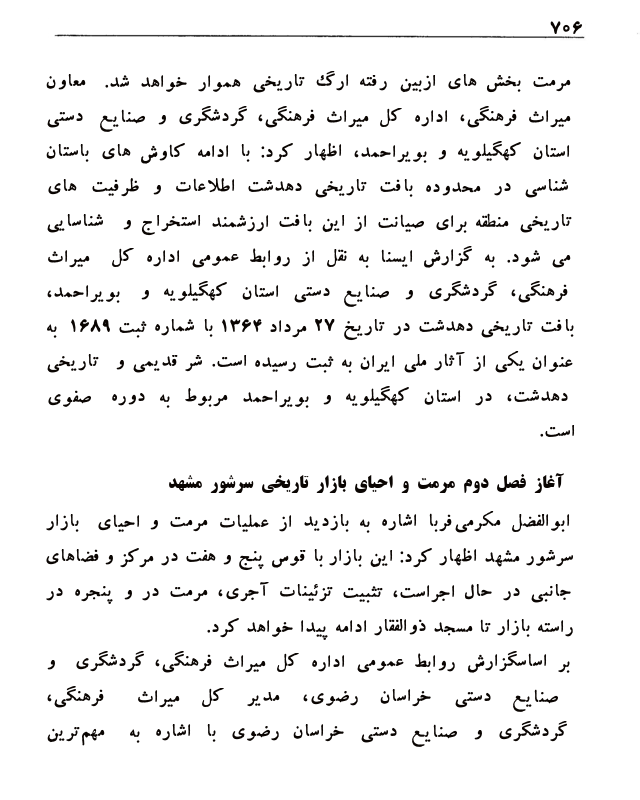 ۷۰۶
مرمت بخش های ازبین رفته ارگ تاریخی هموار خواهد شد. معاون
میراث فرهنگی، اداره کل میراث فرهنگی، گردشگری و صنایع دستی
استان کهگیلویه و بویراحمد، اظهار کرد: با ادامه کاوش های باستان
شناسی در محدوده بافت تاریخی دهدشت اطلاعات و ظرفیت های
تاریخی منطقه برای صیانت از این بافت ارزشمند استخراج و شناسایی
می شود. به گزارش ایسنا به نقل از روابط عمومی اداره کل میراث
فرهنگی، گردشگری و صنایع دستی استان کهگیلویه و بویراحمد،
بافت تاریخی دهدشت در تاریخ ۲۷ مرداد ۱۳۶۴ با شماره ثبت ۱۶۸۹ به
عنوان یکی از آثار ملی ایران به ثبت رسیده است. شر قدیمی و تاریخی
دهدشت، در استان کهگیلویه و بویراحمد مربوط به دوره صفوی
است.
آغاز فصل دوم مرمت و احیای بازار تاریخی سرشور مشهد
ابوالفضل مکرمی‌فربا اشاره به بازدید از عملیات مرمت و احیای بازار
سرشور مشهد اظهار کرد: این بازار با قوس پنج و هفت در مرکز و فضاهای
جانبی در حال اجراست، تثبیت تزئینات آجری، مرمت در و پنجره در
راسته بازار تا مسجد ذوالفقار ادامه پیدا خواهد کرد.
بر اساسگزارش روابط عمومی اداره کل میراث فرهنگی، گردشگری و
صنایع دستی خراسان رضوی، مدیر کل میراث فرهنگی،
گردشگری و صنایع دستی خراسان رضوی با اشاره به مهم‌ترین